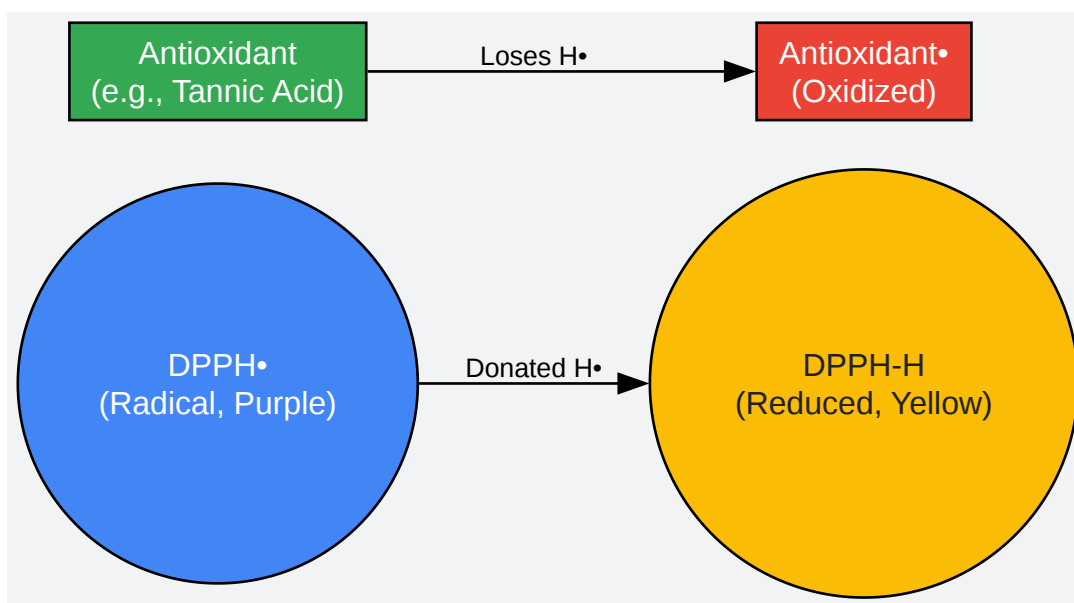 Antioxidant
(e.g., Tannic Acid)
Loses H•
Antioxidant•
(Oxidized)
DPPH•
(Radical, Purple)
Donated H•
DPPH-H
(Reduced, Yellow)